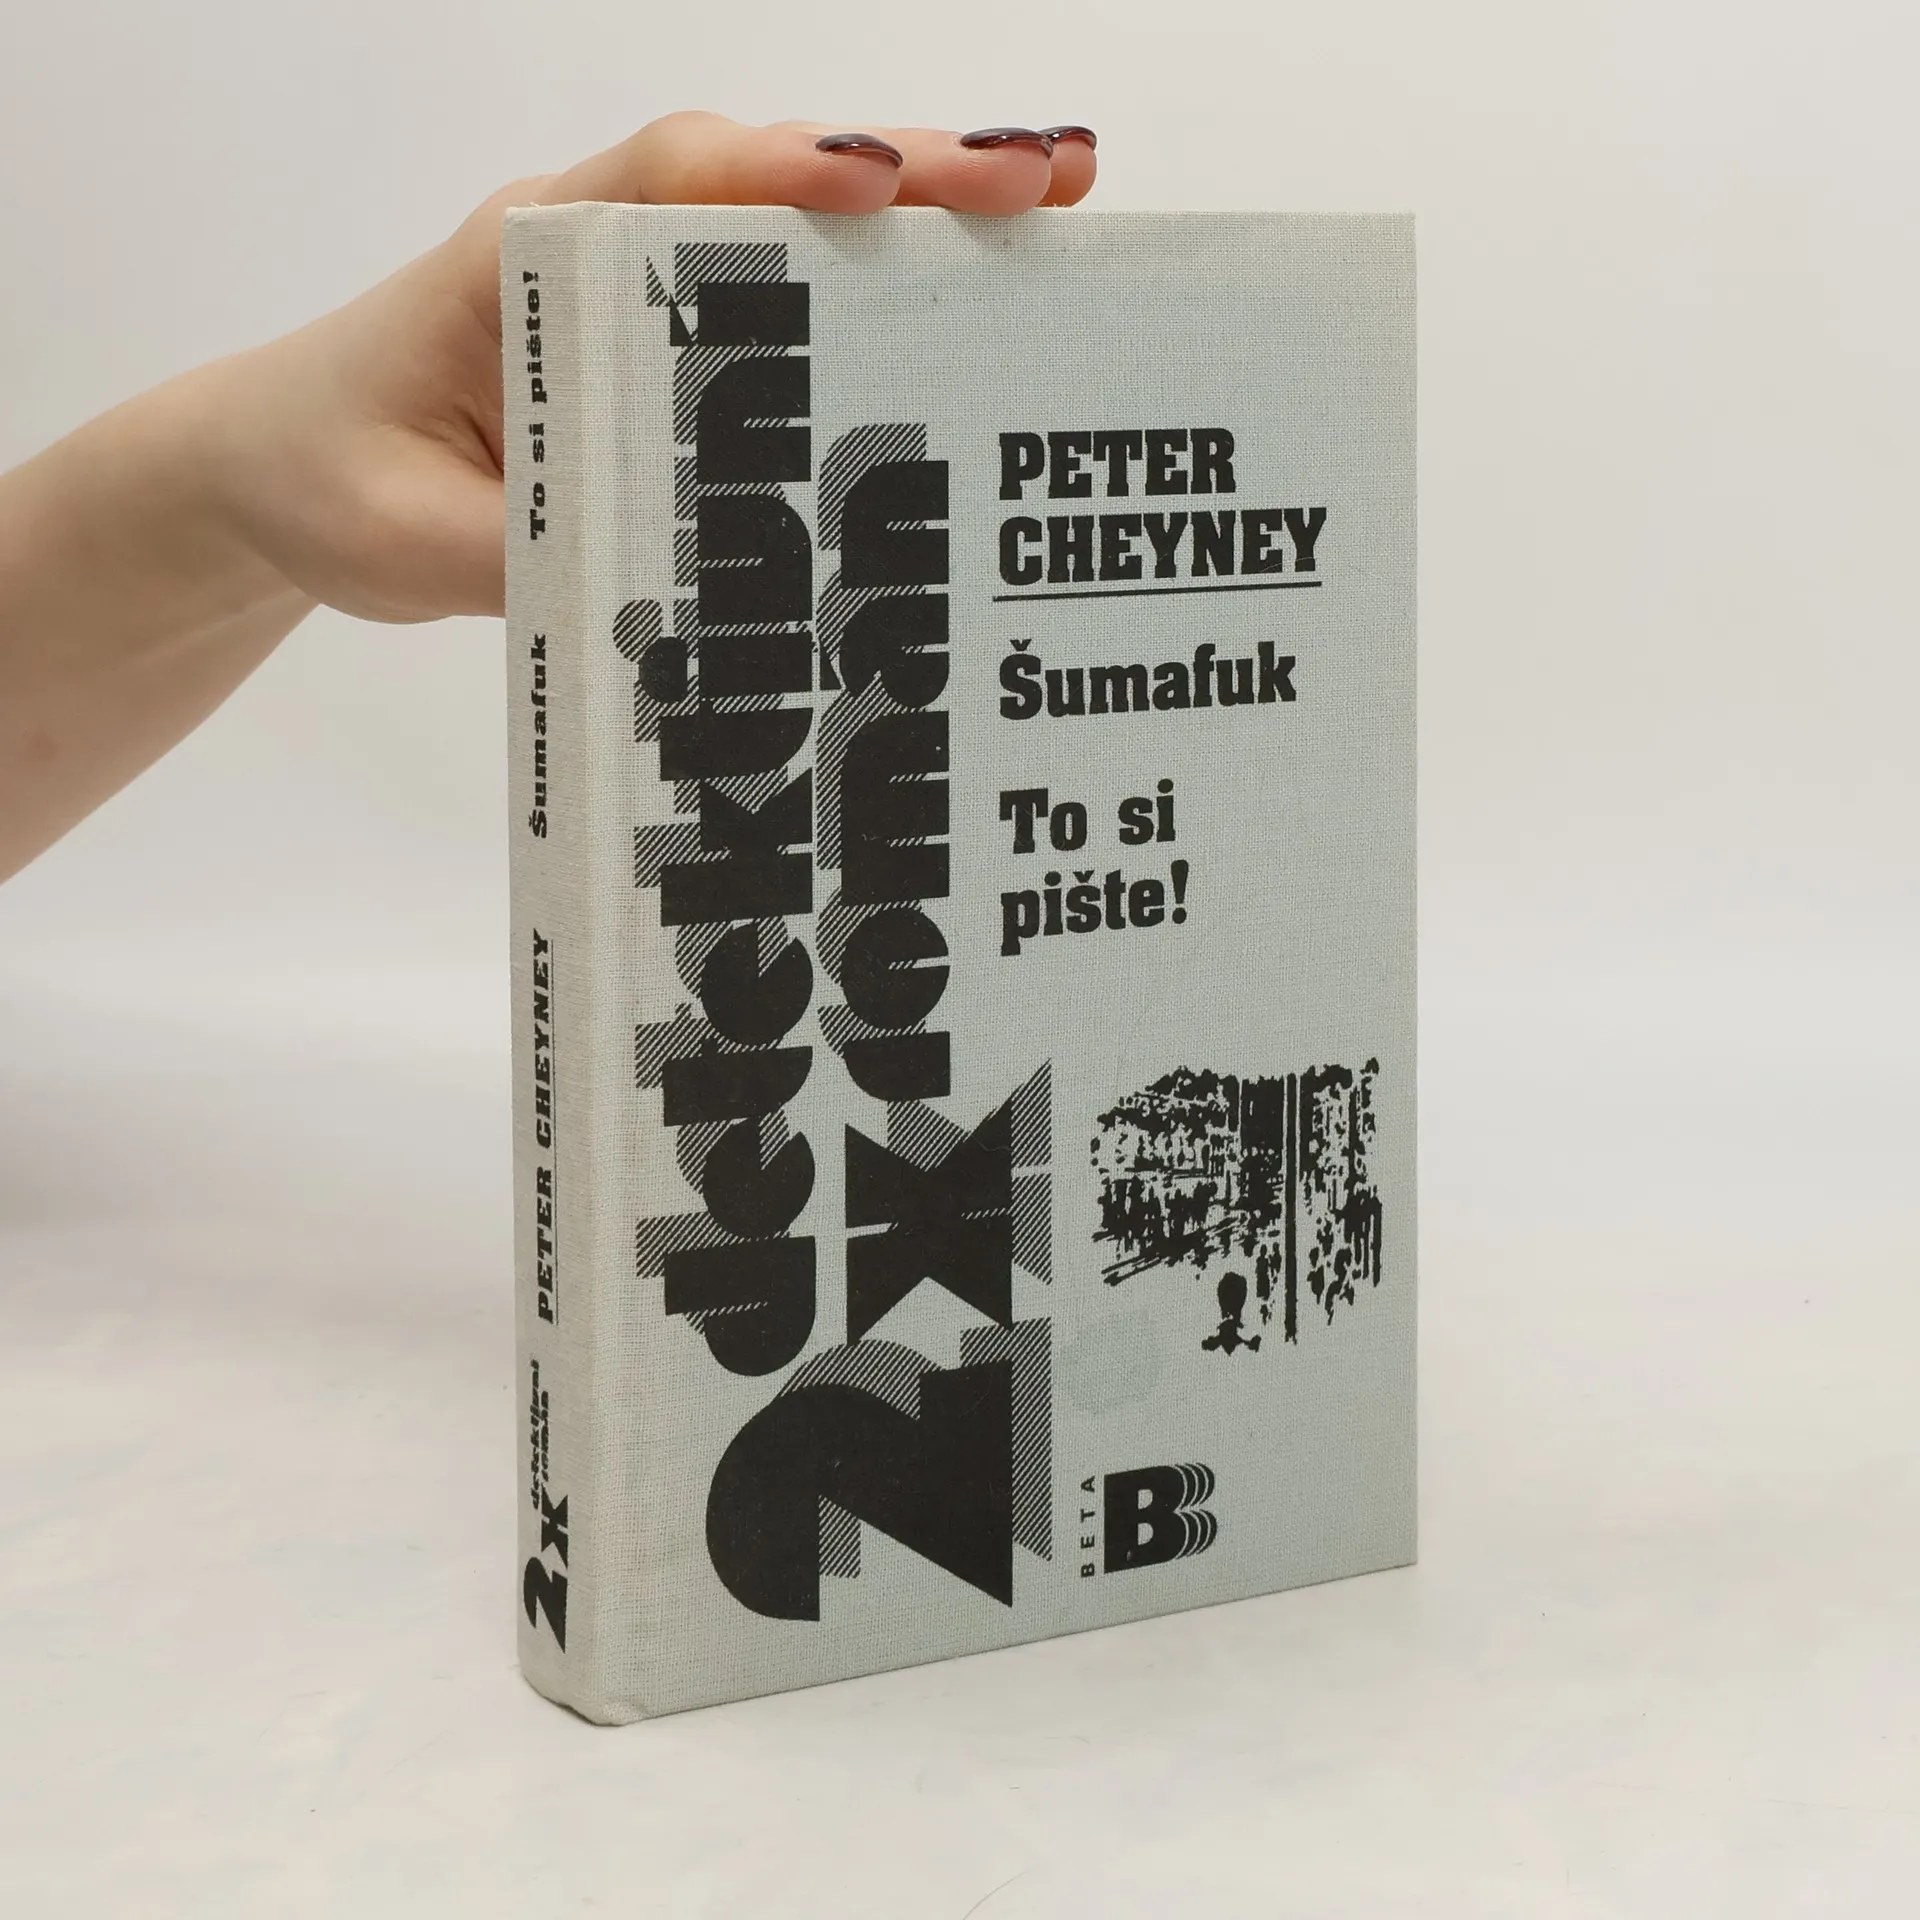 To si pište!
Šumafuk
PETER CHEYNEY
2x
detektivní
román
2x
detektivní
román
PETER
CHEYNEY
Šumafuk
To si
pište!
BETA
B